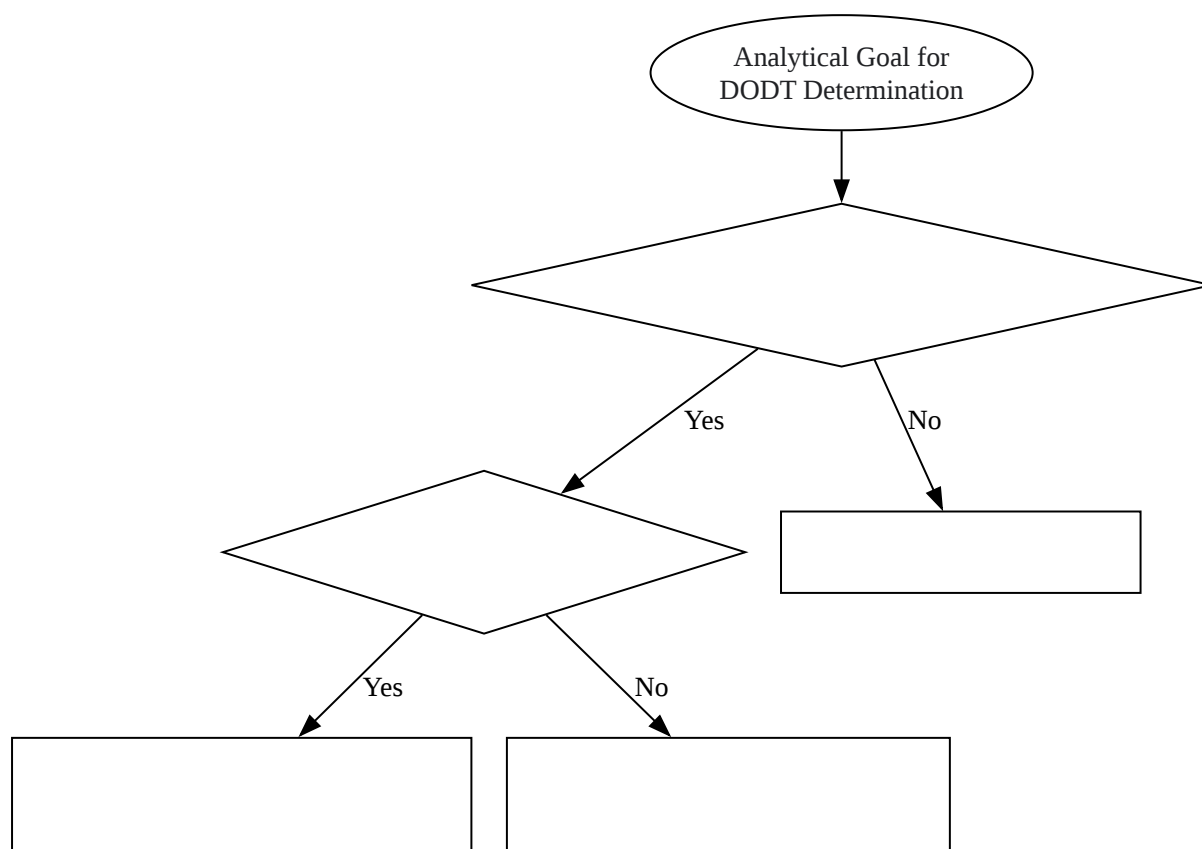 Analytical Goal for
DODT Determination
Yes
No
Yes
No